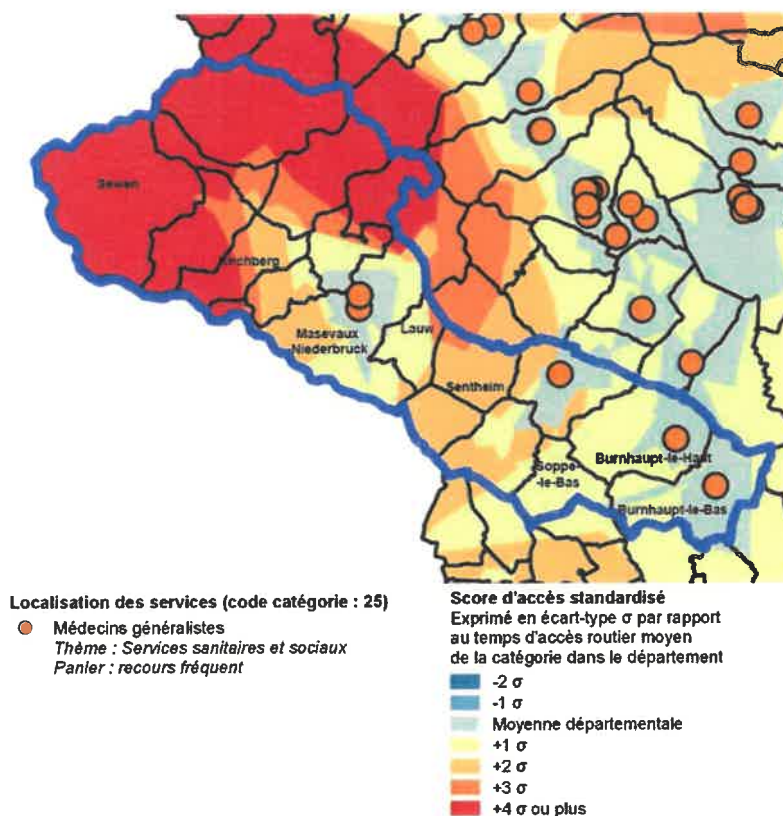 Sewen
Kirchberg
Masevaux
Niederbruck
Lauw
Sentheim
Soppe
-le-Bas
Burnhaupt-le-Haut
Burnhaupt-le-Bas
Localisation des services (code catégorie : 25)
Médecins généralistes
Thème : Services sanitaires et sociaux
Panier : recours fréquent
Score d'accès standardisé
Exprimé en écart-type σ par rapport
au temps d'accès routier moyen
de la catégorie dans le département
-2 σ
-1 σ
Moyenne départementale
+1 σ
+2 σ
+3 σ
+4 σ ou plus